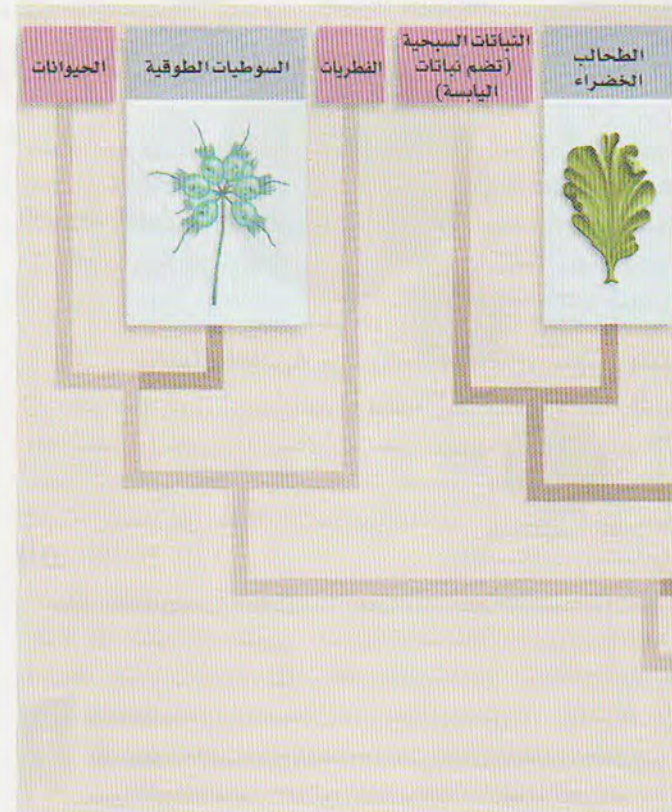 الطحالب
الخضراء
النباتات السبحية
(تضم نباتات
اليابسة)
الفطريات
السوطيات الطوقية
الحيوانات